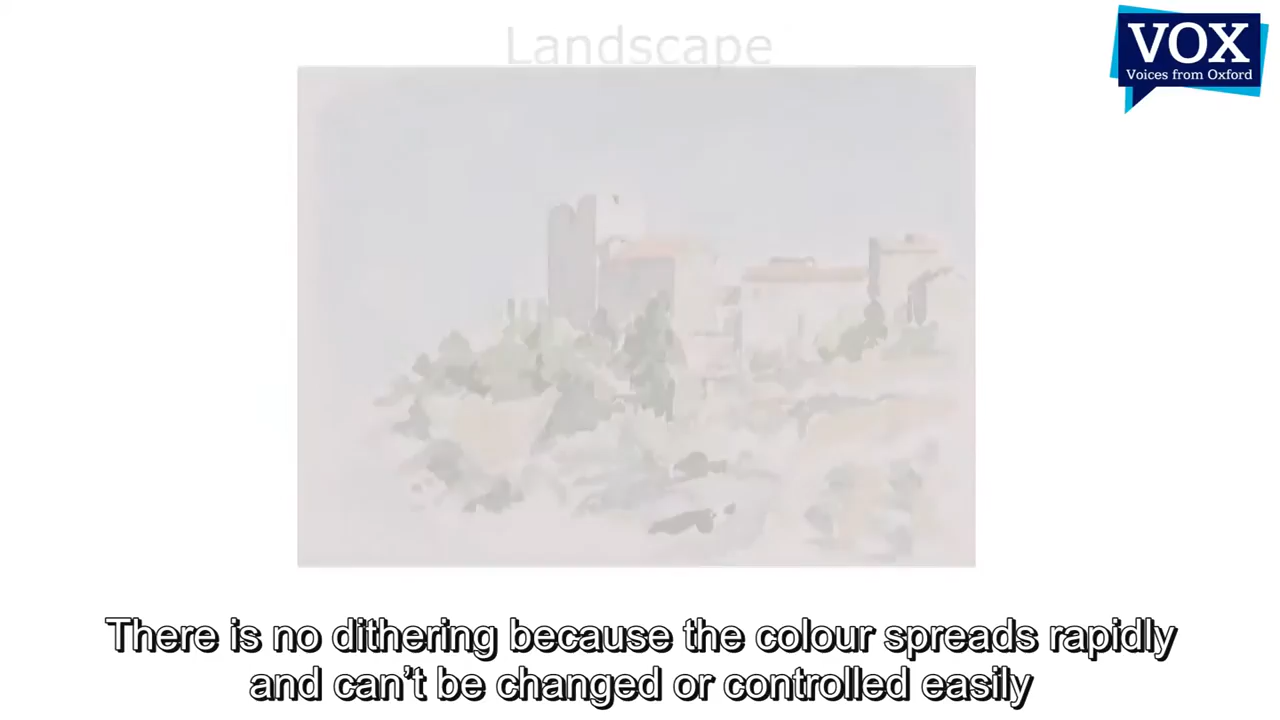 Landscape
VOX
Voices from Oxford
There is no dithering because the colour spreads rapidly
and can’t be changed or controlled easily